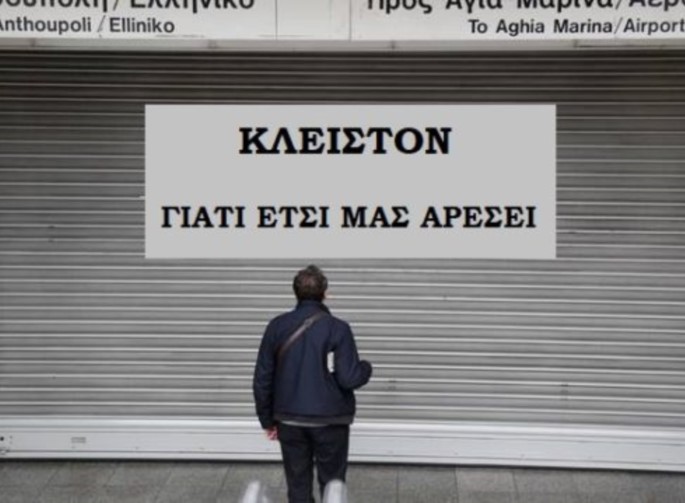 To Aghia Marina/Airport
Anthoupoli / Elliniko
ΚΛΕΙΣΤΟΝ
ΓΙΑΤΙ ΕΤΣΙ ΜΑΣ ΑΡΕΣΕΙ